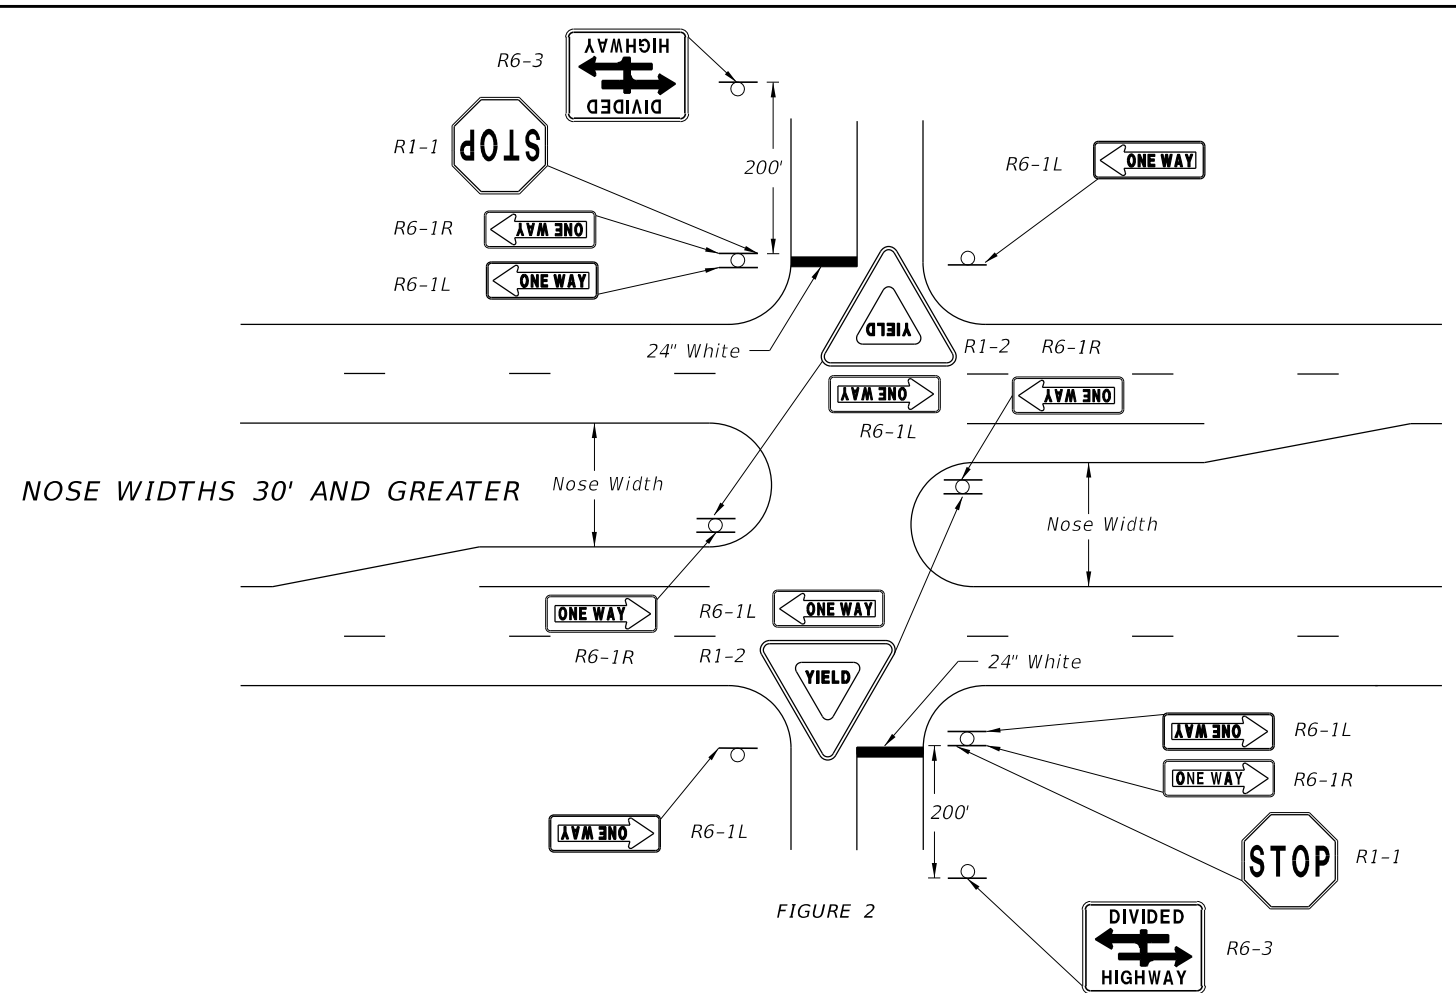 R6-3
HIGHWAY
DIVIDED
R1-1
STOP
200'
R6-1L
ONE WAY
R6-1R
ONE WAY
R6-1L
ONE WAY
24" White
YIELD
R1-2
R6-1R
ONE WAY
ONE WAY
R6-1L
NOSE WIDTHS 30' AND GREATER
Nose Width
Nose Width
ONE WAY
R6-1R
R6-1L
ONE WAY
R1-2
YIELD
24" White
ONE WAY
R6-1L
ONE WAY
R6-1R
ONE WAY
R6-1L
200'
STOP
R1-1
FIGURE 2
DIVIDED
HIGHWAY
R6-3